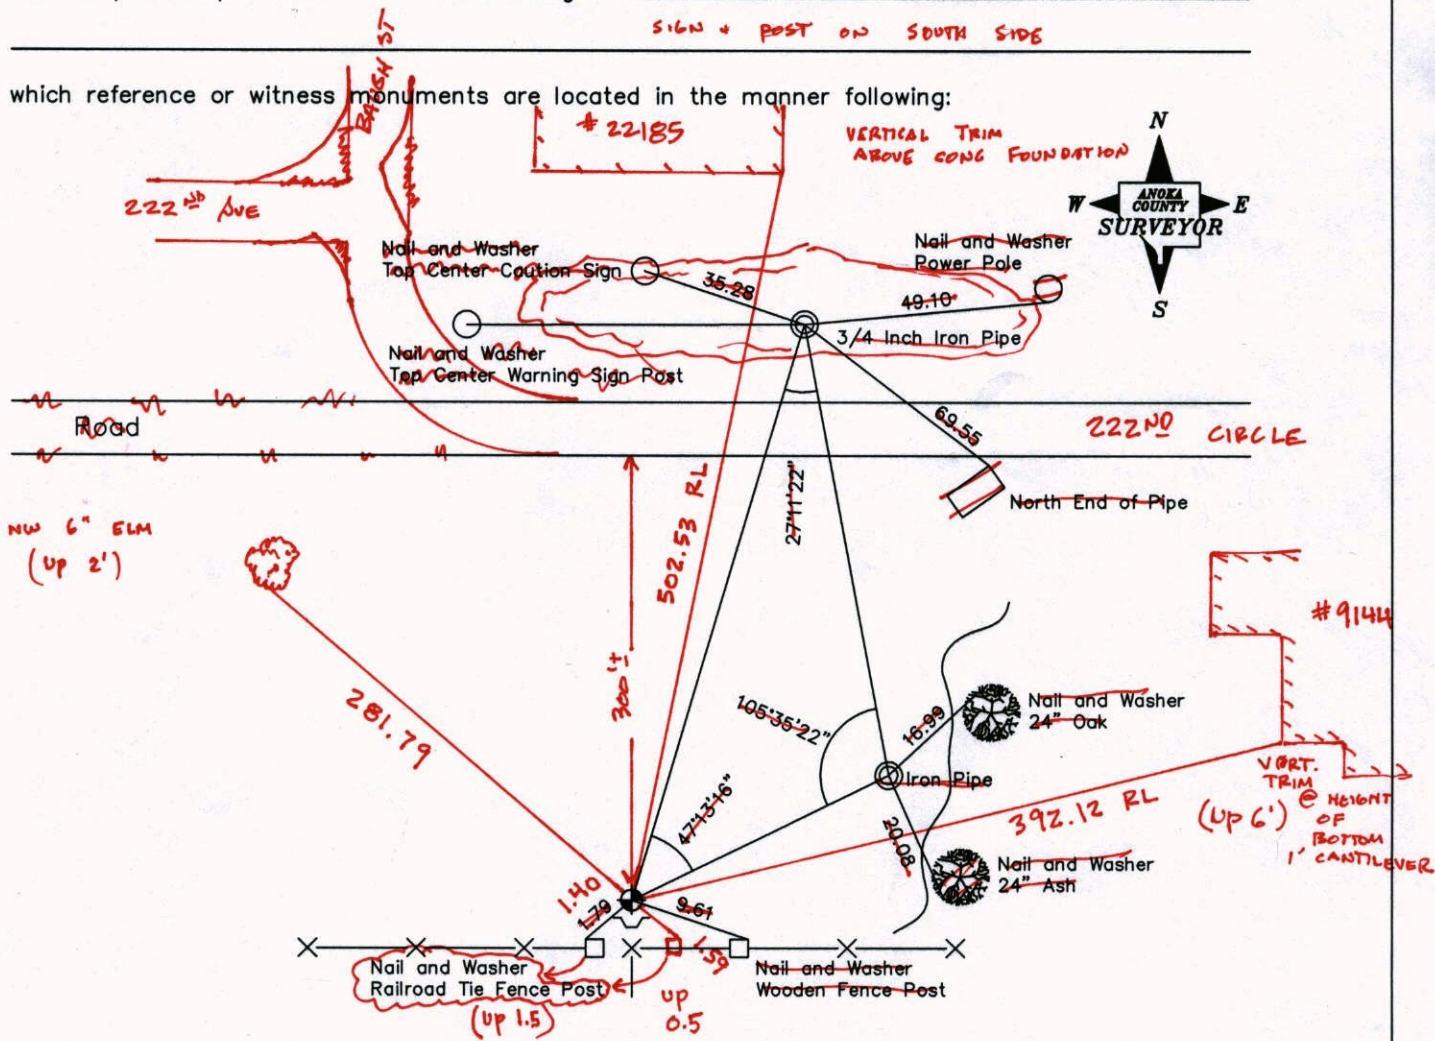 SIGN + POST ON SOUTH SIDE
BAUGH ST
which reference or witness monuments are located in the manner following:
# 22185
VERTICAL TRIM
ABOVE CONC FOUNDATION
N
W
ANOKA
COUNTY
SURVEYOR
E
S
222ND AVE
Nail and Washer
Top Center Caution Sign
35.28
Nail and Washer
Power Pole
49.10
3/4 Inch Iron Pipe
Nail and Washer
Top Center Warning Sign Post
Road
69.55
222ND CIRCLE
27°11'22"
North End of Pipe
NW 6" ELM
(UP 2')
502.53 RL
300'±
# 9144
281.79
105°35'22"
16.99
Nail and Washer
24" Oak
Iron Pipe
VERT.
TRIM
@ HEIGHT
OF
BOTTOM
1' CANTILEVER
(UP 6')
392.12 RL
47°13'16"
20.08
Nail and Washer
24" Ash
1.40
1.79
9.61
1.59
Nail and Washer
Railroad Tie Fence Post
(UP 1.5)
UP
0.5
Nail and Washer
Wooden Fence Post